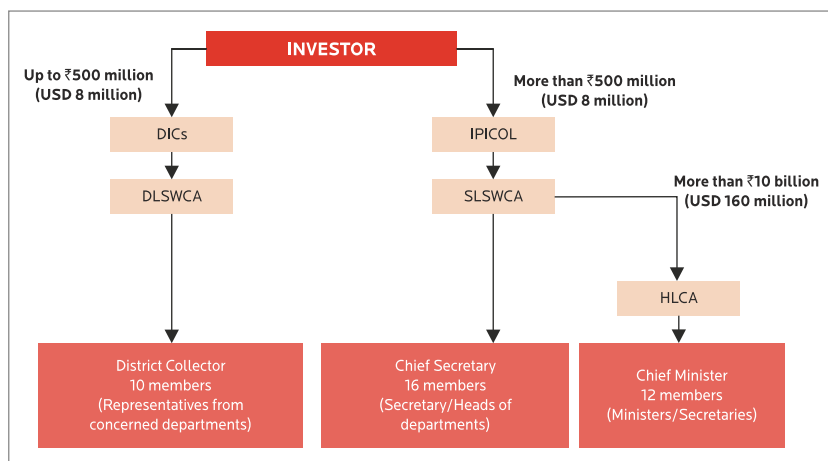 INVESTOR
Up to ₹500 million
(USD 8 million)
More than ₹500 million
(USD 8 million)
DICs
IPICOL
DLSWCA
SLSWCA
More than ₹10 billion
(USD 160 million)
HLCA
District Collector
10 members
(Representatives from
concerned departments)
Chief Secretary
16 members
(Secretary/Heads of
departments)
Chief Minister
12 members
(Ministers/Secretaries)